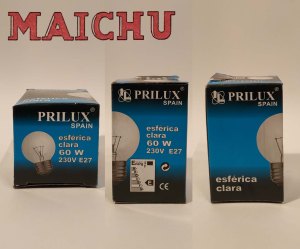 MAICHU
PRILUX®
SPAIN
esférica
clara
60 W
230V E27
PRILUX®
SPAIN
esférica
clara
60 W
230V E27
E
CE
PRILUX®
SPAIN
esférica
clara